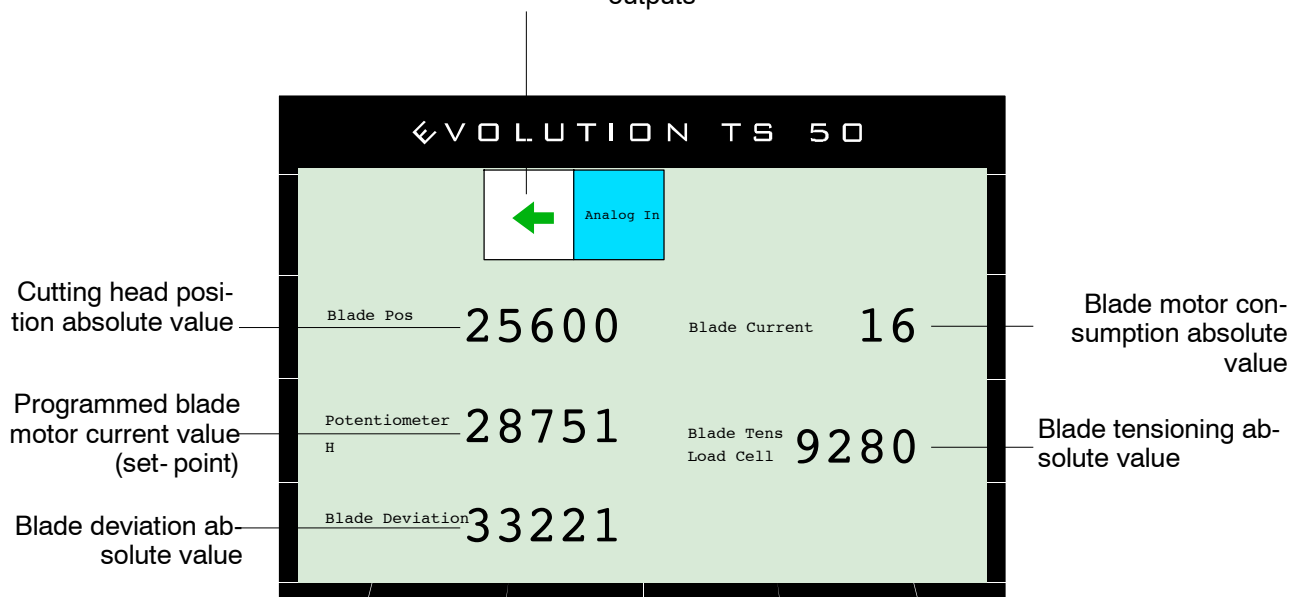 outputs
EVOLUTION TS 50
Analog In
Cutting head posi-
tion absolute value
Blade Pos
25600
Blade Current
16
Blade motor con-
sumption absolute
value
Programmed blade
motor current value
(set- point)
Potentiometer
H
28751
Blade Tens
Load Cell
9280
Blade tensioning ab-
solute value
Blade deviation ab-
solute value
Blade Deviation
33221